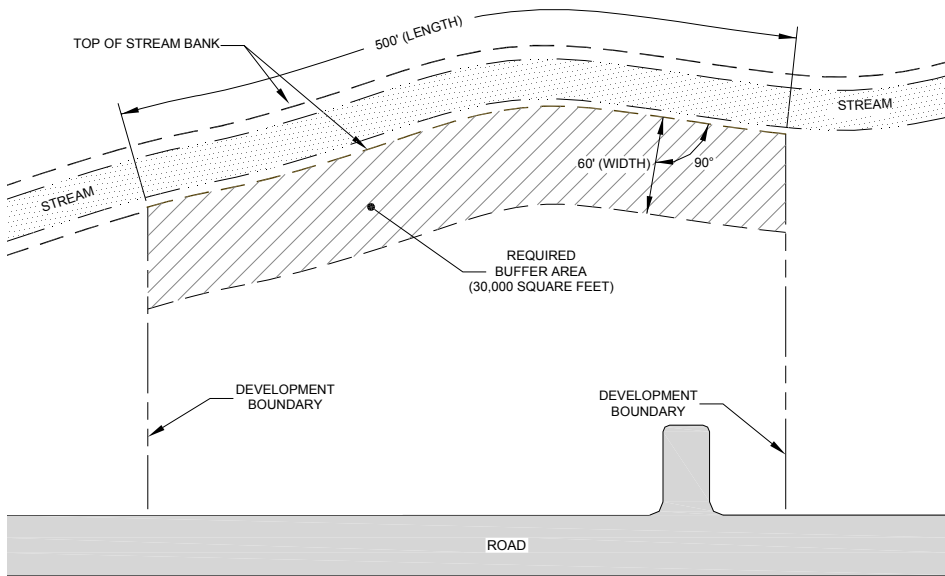 500' (LENGTH)
TOP OF STREAM BANK
STREAM
60' (WIDTH)
90°
STREAM
REQUIRED
BUFFER AREA
(30,000 SQUARE FEET)
DEVELOPMENT
BOUNDARY
DEVELOPMENT
BOUNDARY
ROAD